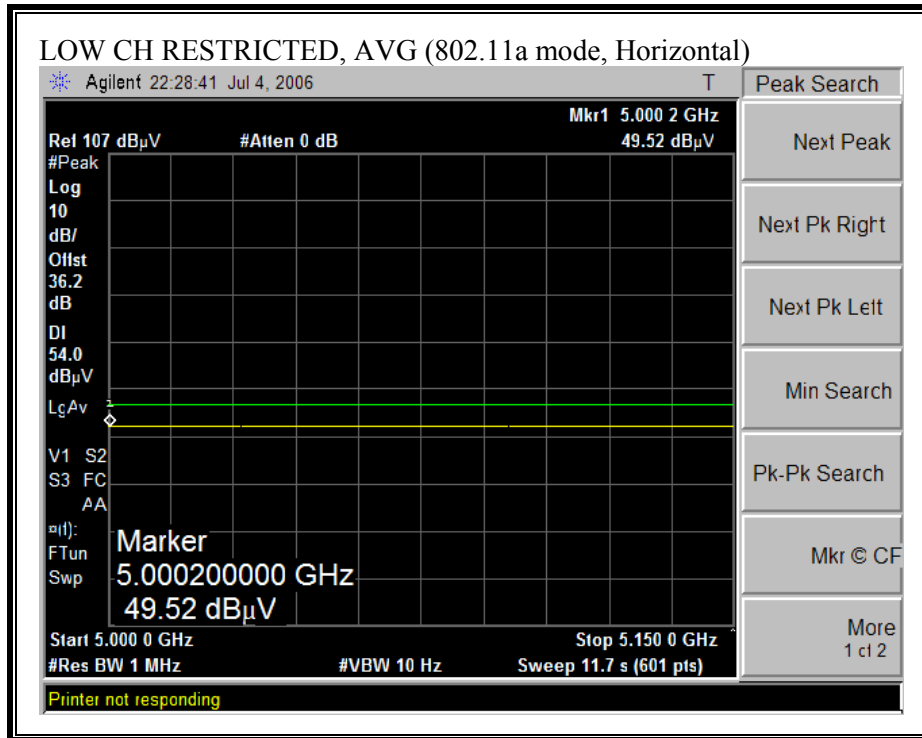 LOW CH RESTRICTED, AVG (802.11a mode, Horizontal)
Agilent 22:28:41 Jul 4, 2006 T
Peak Search
Mkr1 5.000 2 GHz
Ref 107 dBµV #Atten 0 dB 49.52 dBµV
#Peak
Log
10
dB/
Offst
36.2
dB
DI
54.0
dBµV
LgAv
1
V1 S2
S3 FC
AA
¤(f):
FTun
Swp
Marker
5.000200000 GHz
49.52 dBµV
Start 5.000 0 GHz Stop 5.150 0 GHz
#Res BW 1 MHz #VBW 10 Hz Sweep 11.7 s (601 pts)
Printer not responding
Next Peak
Next Pk Right
Next Pk Left
Min Search
Pk-Pk Search
Mkr © CF
More
1 of 2